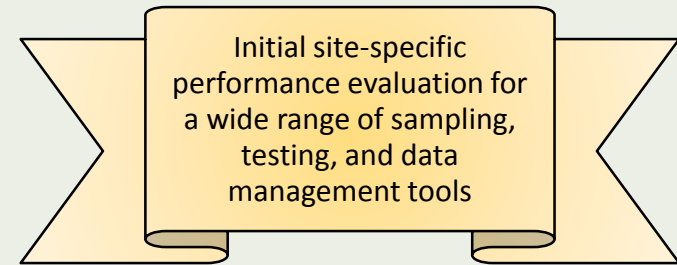 Initial site-specific
performance evaluation for
a wide range of sampling,
testing, and data
management tools